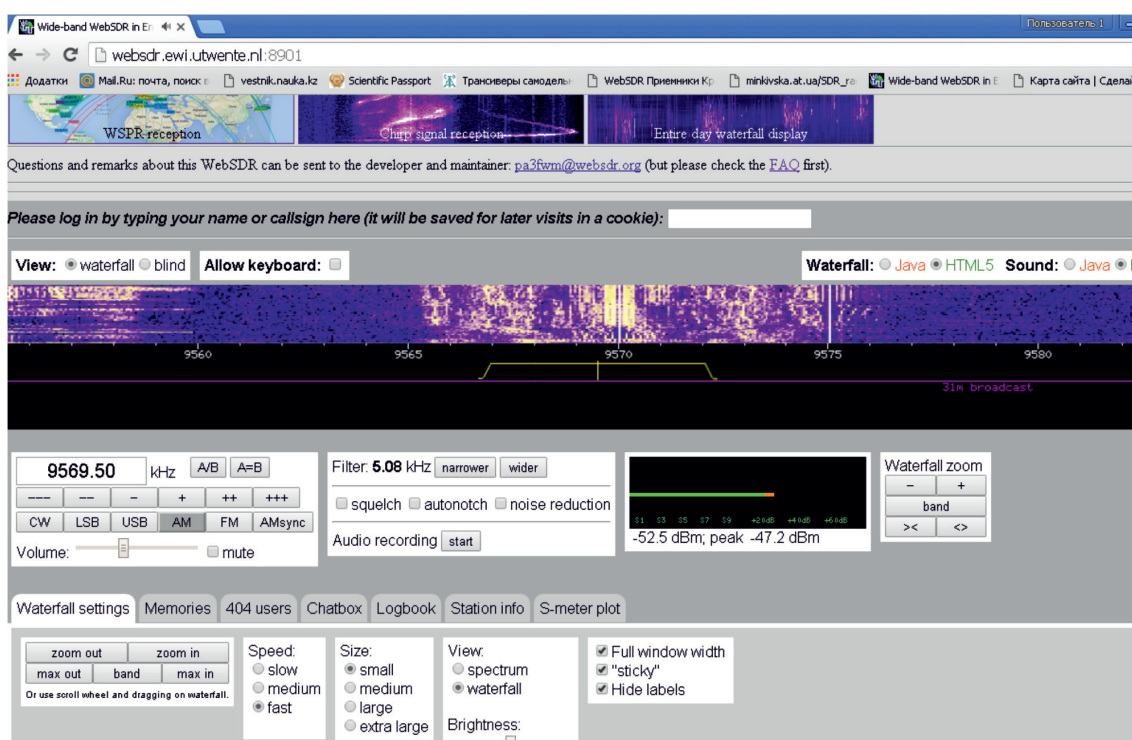 Wide-band WebSDR in En
Пользователь 1
websdr.ewi.utwente.nl:8901
Додатки Mail.Ru: почта, поиск в vestnik.nauka.kz Scientific Passport Трансиверы самодель WebSDR Приемники Кр minkivska.at.ua/SDR_ra Wide-band WebSDR in E Карта сайта | Сделай
WSPR reception Chirp signal reception Entire day waterfall display
Questions and remarks about this WebSDR can be sent to the developer and maintainer: pa3fwm@websdr.org (but please check the FAQ first).
Please log in by typing your name or callsign here (it will be saved for later visits in a cookie):
View: waterfall blind Allow keyboard: Waterfall: Java HTML5 Sound: Java
9560 9565 9570 9575 9580
31m broadcast
9569.50 kHz A/B A=B
--- -- - + ++ +++
CW LSB USB AM FM AMsync
Volume: mute
Filter: 5.08 kHz narrower wider
squelch autonotch noise reduction
Audio recording start
S1 S3 S5 S7 S9 +20dB +40dB +60dB
-52.5 dBm; peak -47.2 dBm
Waterfall zoom
- +
band
>< <>
Waterfall settings Memories 404 users Chatbox Logbook Station info S-meter plot
zoom out zoom in
max out band max in
Or use scroll wheel and dragging on waterfall.
Speed:
slow
medium
fast
Size:
small
medium
large
extra large
View:
spectrum
waterfall
Brightness:
Full window width
"sticky"
Hide labels